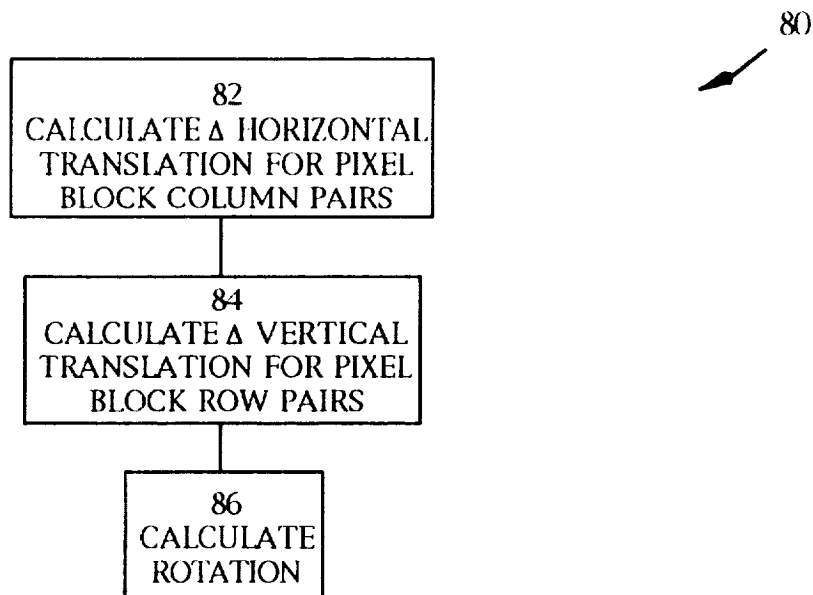 80
82
CALCULATE Δ HORIZONTAL
TRANSLATION FOR PIXEL
BLOCK COLUMN PAIRS
84
CALCULATE Δ VERTICAL
TRANSLATION FOR PIXEL
BLOCK ROW PAIRS
86
CALCULATE
ROTATION